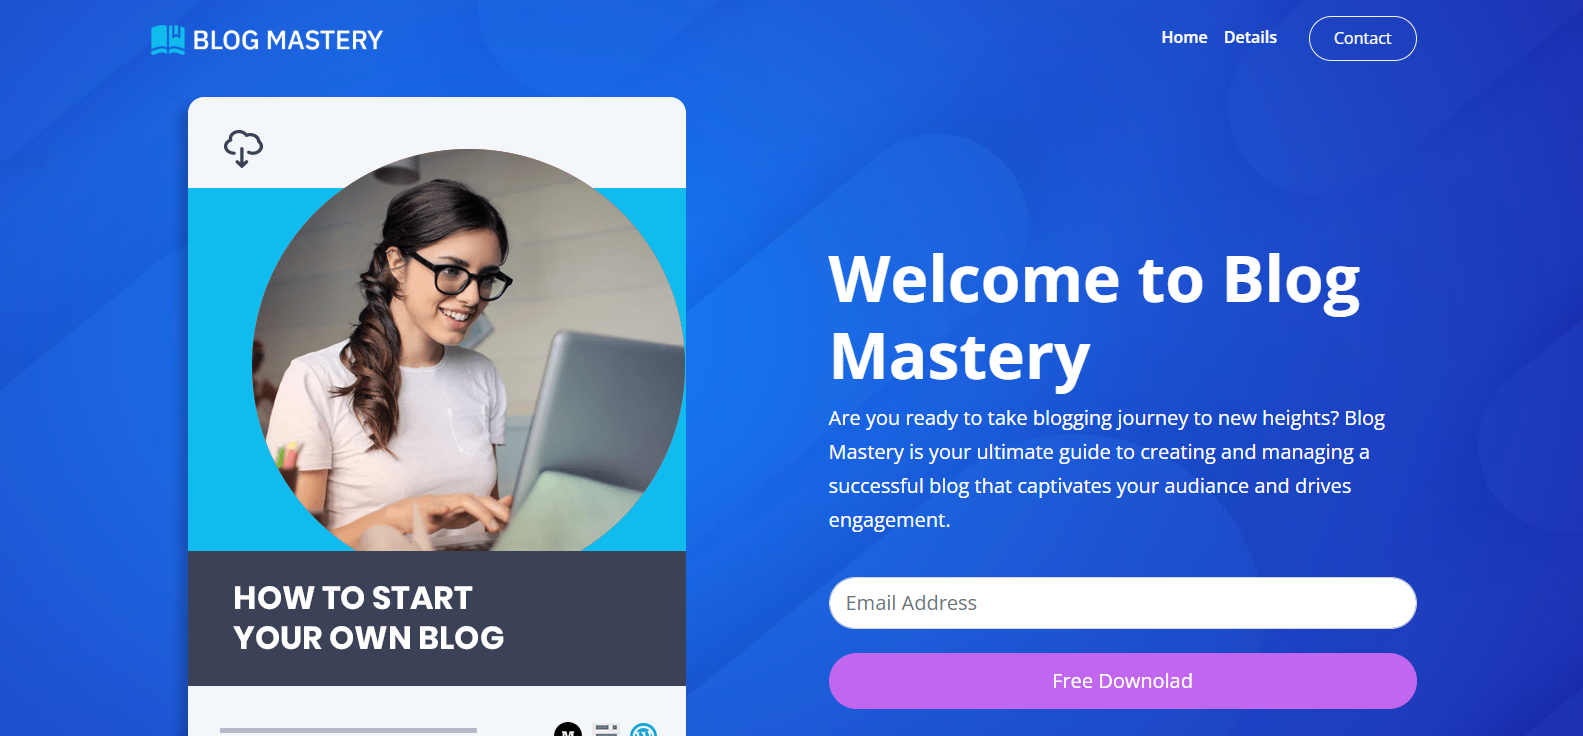 BLOG MASTERY
Home Details Contact
HOW TO START
YOUR OWN BLOG
M
Welcome to Blog
Mastery
Are you ready to take blogging journey to new heights? Blog
Mastery is your ultimate guide to creating and managing a
successful blog that captivates your audiance and drives
engagement.
Email Address
Free Downolad